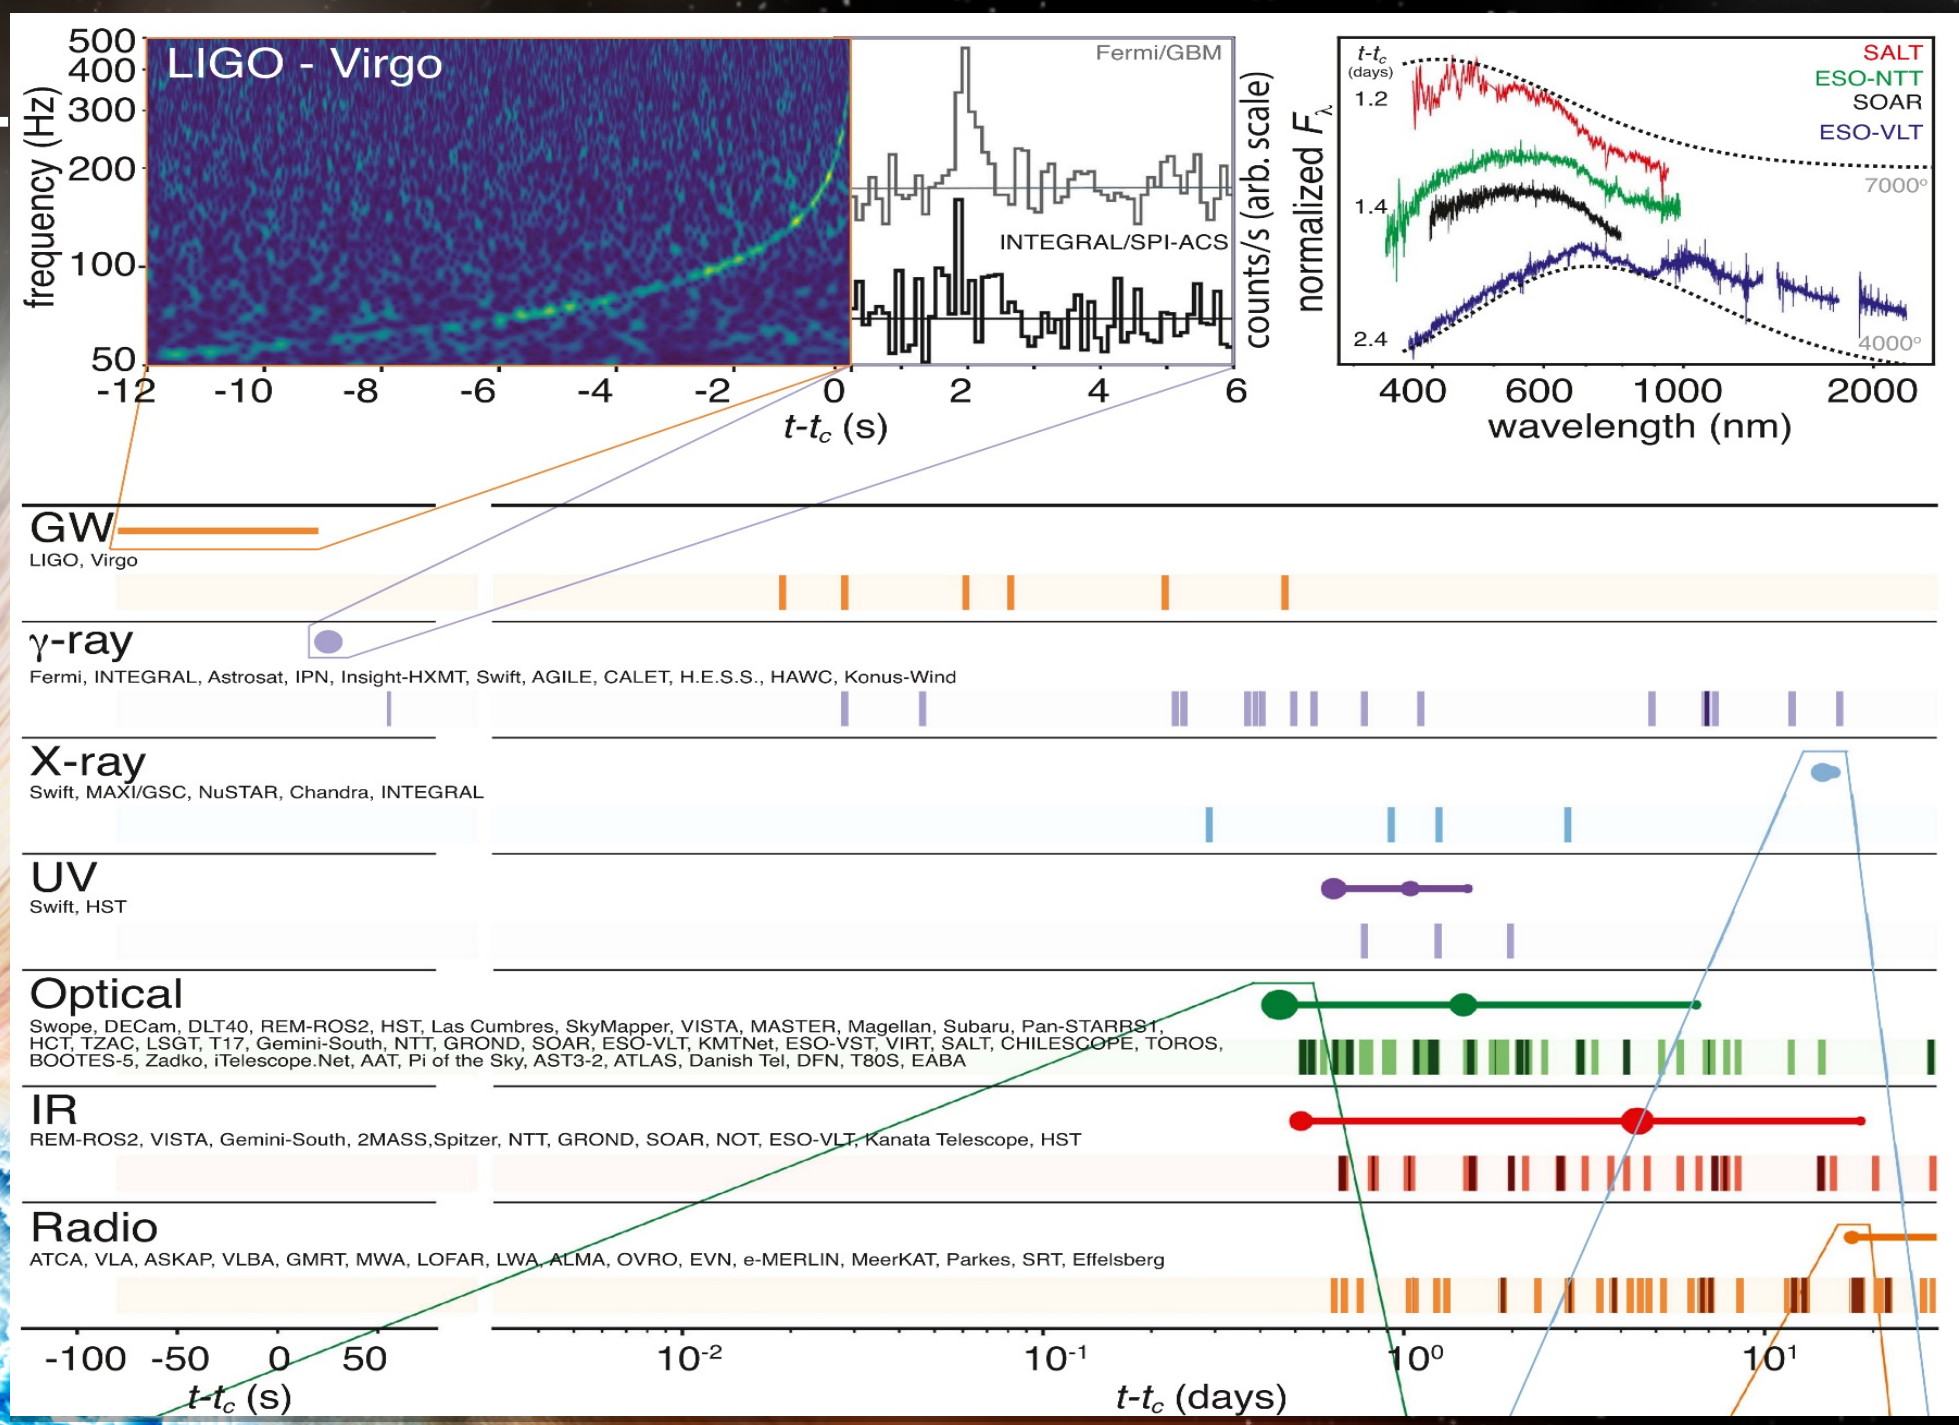 LIGO - Virgo
500
400
300
200
100
50
frequency (Hz)
-12 -10 -8 -6 -4 -2 0 2 4 6
t-tc (s)
Fermi/GBM
INTEGRAL/SPI-ACS
counts/s (arb. scale)
normalized Fλ
t-tc
(days)
1.2
1.4
2.4
SALT
ESO-NTT
SOAR
ESO-VLT
7000°
4000°
400 600 1000 2000
wavelength (nm)
GW
LIGO, Virgo
γ-ray
Fermi, INTEGRAL, Astrosat, IPN, Insight-HXMT, Swift, AGILE, CALET, H.E.S.S., HAWC, Konus-Wind
X-ray
Swift, MAXI/GSC, NuSTAR, Chandra, INTEGRAL
UV
Swift, HST
Optical
Swope, DECam, DLT40, REM-ROS2, HST, Las Cumbres, SkyMapper, VISTA, MASTER, Magellan, Subaru, Pan-STARRS1,
HCT, TZAC, LSGT, T17, Gemini-South, NTT, GROND, SOAR, ESO-VLT, KMTNet, ESO-VST, VIRT, SALT, CHILESCOPE, TOROS,
BOOTES-5, Zadko, iTelescope.Net, AAT, Pi of the Sky, AST3-2, ATLAS, Danish Tel, DFN, T80S, EABA
IR
REM-ROS2, VISTA, Gemini-South, 2MASS,Spitzer, NTT, GROND, SOAR, NOT, ESO-VLT, Kanata Telescope, HST
Radio
ATCA, VLA, ASKAP, VLBA, GMRT, MWA, LOFAR, LWA, ALMA, OVRO, EVN, e-MERLIN, MeerKAT, Parkes, SRT, Effelsberg
-100 -50 0 50 10-2 10-1 100 101
t-tc (s) t-tc (days)